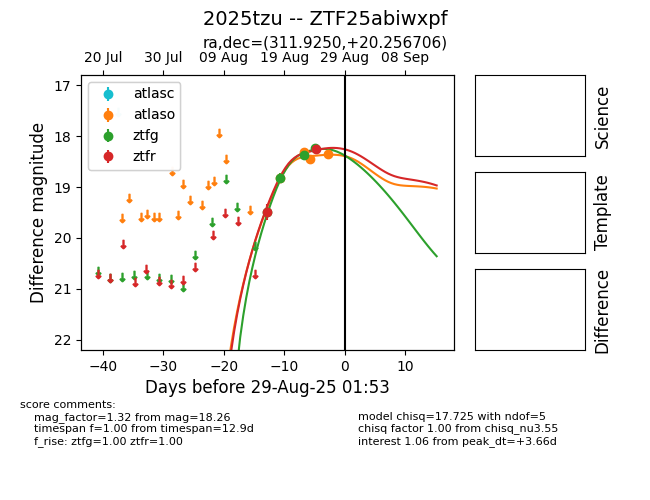 2025tzu -- ZTF25abiwxpf
ra,dec=(311.9250,+20.256706)
20 Jul 30 Jul 09 Aug 19 Aug 29 Aug 08 Sep
17
18
19
20
21
22
Difference magnitude
atlasc
atlaso
ztfg
ztfr
−40 −30 −20 −10 0 10
Days before 29-Aug-25 01:53
Science
Template
Difference
score comments:
mag_factor=1.32 from mag=18.26
timespan f=1.00 from timespan=12.9d
f_rise: ztfg=1.00 ztfr=1.00
model chisq=17.725 with ndof=5
chisq factor 1.00 from chisq_nu3.55
interest 1.06 from peak_dt=+3.66d